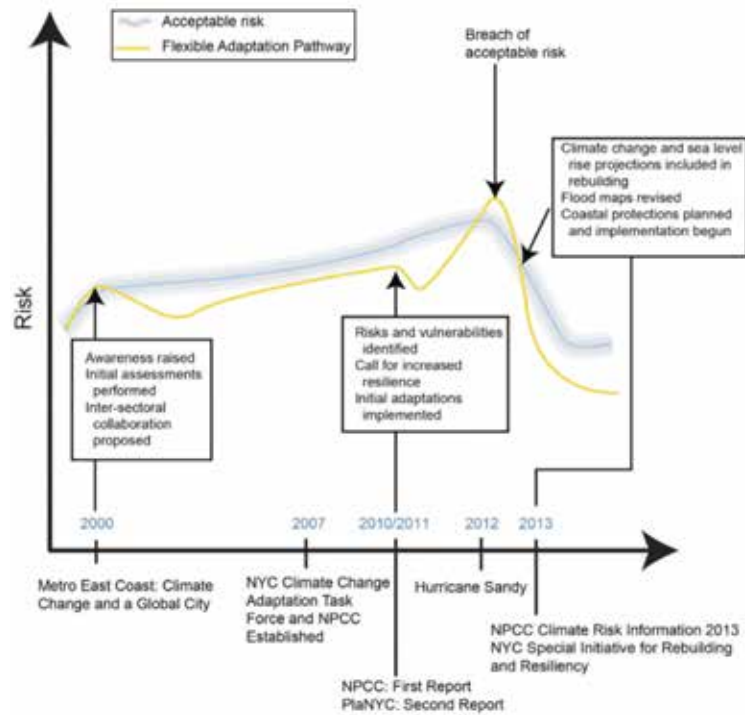 Acceptable risk
Flexible Adaptation Pathway
Breach of
acceptable risk
Climate change and sea level
rise projections included in
rebuilding
Flood maps revised
Coastal protections planned
and implementation begun
Risk
Awareness raised
Initial assessments
performed
Inter-sectoral
collaboration
proposed
Risks and vulnerabilities
identified
Call for increased
resilience
Initial adaptations
implemented
2000
2007
2010/2011
2012
2013
Metro East Coast: Climate
Change and a Global City
NYC Climate Change
Adaptation Task
Force and NPCC
Established
Hurricane Sandy
NPCC Climate Risk Information 2013
NYC Special Initiative for Rebuilding
and Resiliency
NPCC: First Report
PlaNYC: Second Report